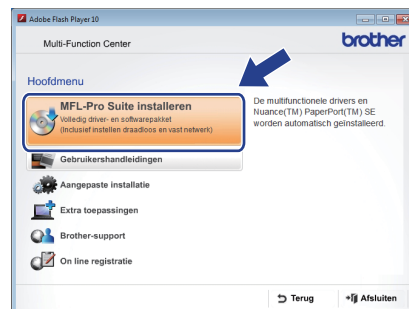 Adobe Flash Player 10
Multi-Function Center
brother
Hoofdmenu
MFL-Pro Suite installeren
Volledig driver- en softwarepakket
(Inclusief instellen draadloos en vast netwerk)
De multifunctionele drivers en
Nuance(TM) PaperPort(TM) SE
worden automatisch geïnstalleerd.
Gebruikershandleidingen
Aangepaste installatie
Extra toepassingen
Brother-support
On line registratie
Terug
Afsluiten